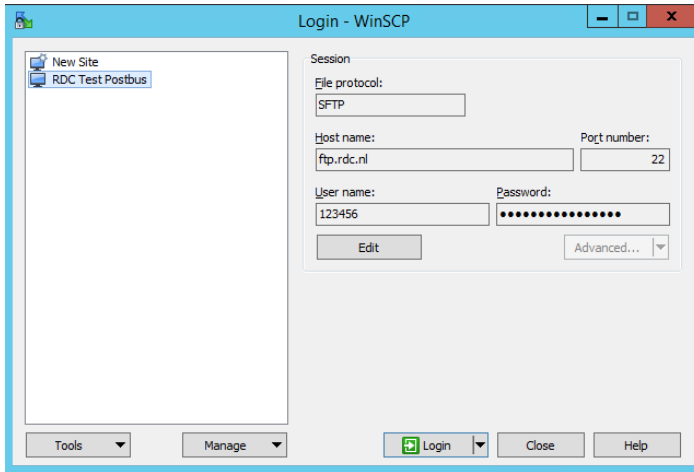 Login - WinSCP
New Site
RDC Test Postbus
Session
File protocol:
SFTP
Host name:
Port number:
ftp.rdc.nl
22
User name:
Password:
123456
••••••••••••••••
Edit
Advanced...
Tools
Manage
Login
Close
Help